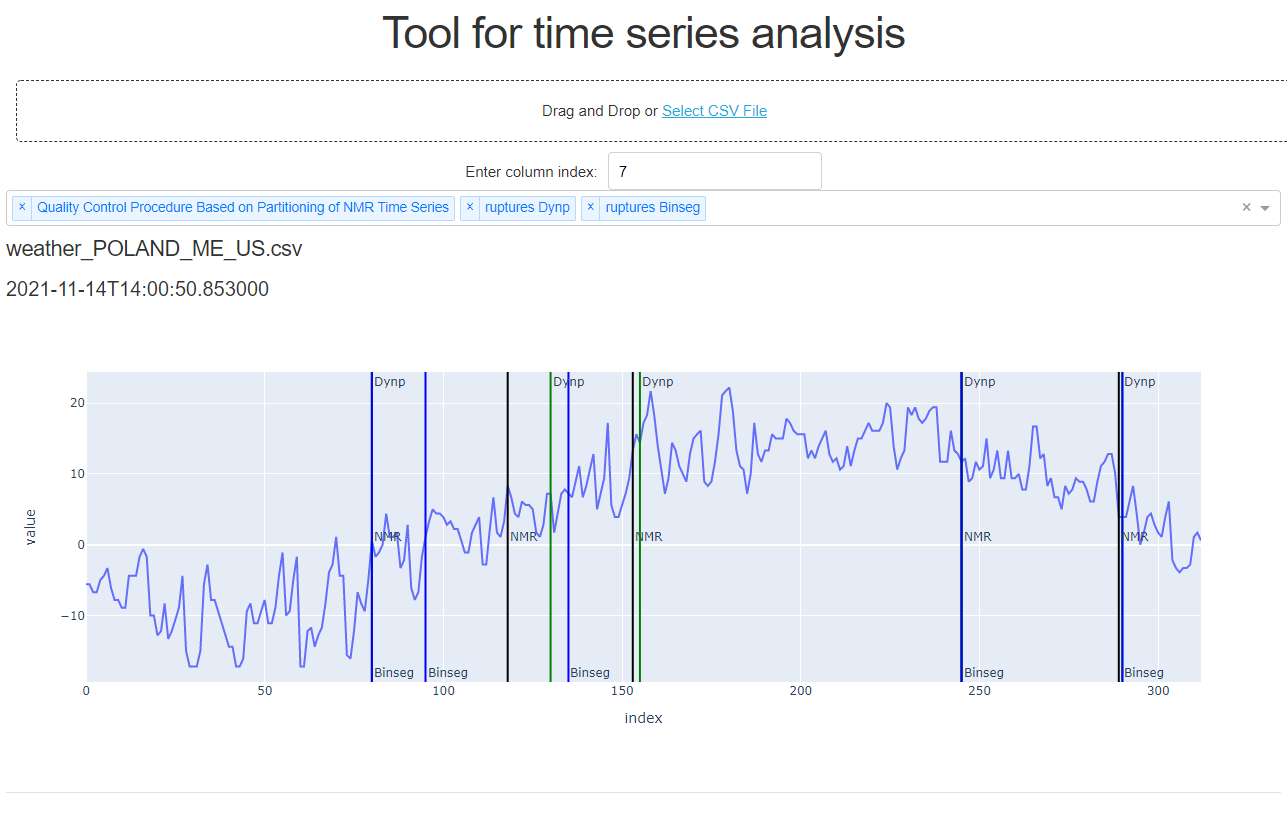 Tool for time series analysis
Drag and Drop or Select CSV File
Enter column index: 7
× Quality Control Procedure Based on Partitioning of NMR Time Series × ruptures Dynp × ruptures Binseg ×
weather_POLAND_ME_US.csv
2021-11-14T14:00:50.853000
Dynp Dynp Dynp Dynp Dynp
20
10
value
0
NMR NMR NMR NMR NMR
−10
Binseg Binseg Binseg Binseg Binseg
0 50 100 150 200 250 300
index